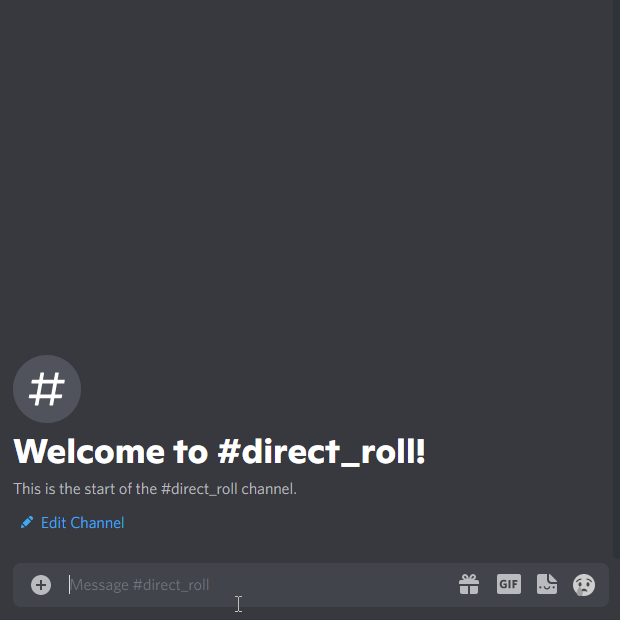 #
Welcome to #direct_roll!
This is the start of the #direct_roll channel.
Edit Channel
Message #direct_roll
GIF